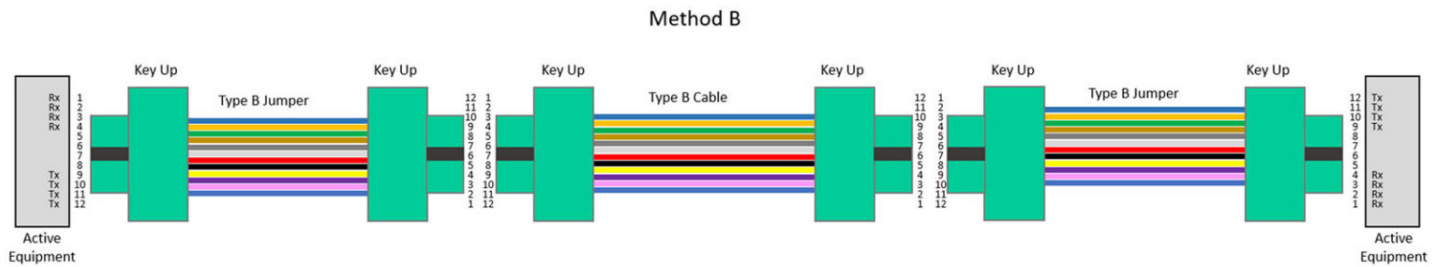 Method B
Key Up Key Up Key Up Key Up Key Up Key Up
Type B Jumper Type B Cable Type B Jumper
Rx 1 12 1 12 1 12 Tx
Rx 2 11 2 11 2 11 Tx
Rx 3 10 3 10 3 10 Tx
Rx 4 9 4 9 4 9 Tx
5 8 5 8 5 8
6 7 6 7 6 7
7 6 7 6 7 6
8 5 8 5 8 5
Tx 9 4 9 4 9 4 Rx
Tx 10 3 10 3 10 3 Rx
Tx 11 2 11 2 11 2 Rx
Tx 12 1 12 1 12 1 Rx
Active Active
Equipment Equipment